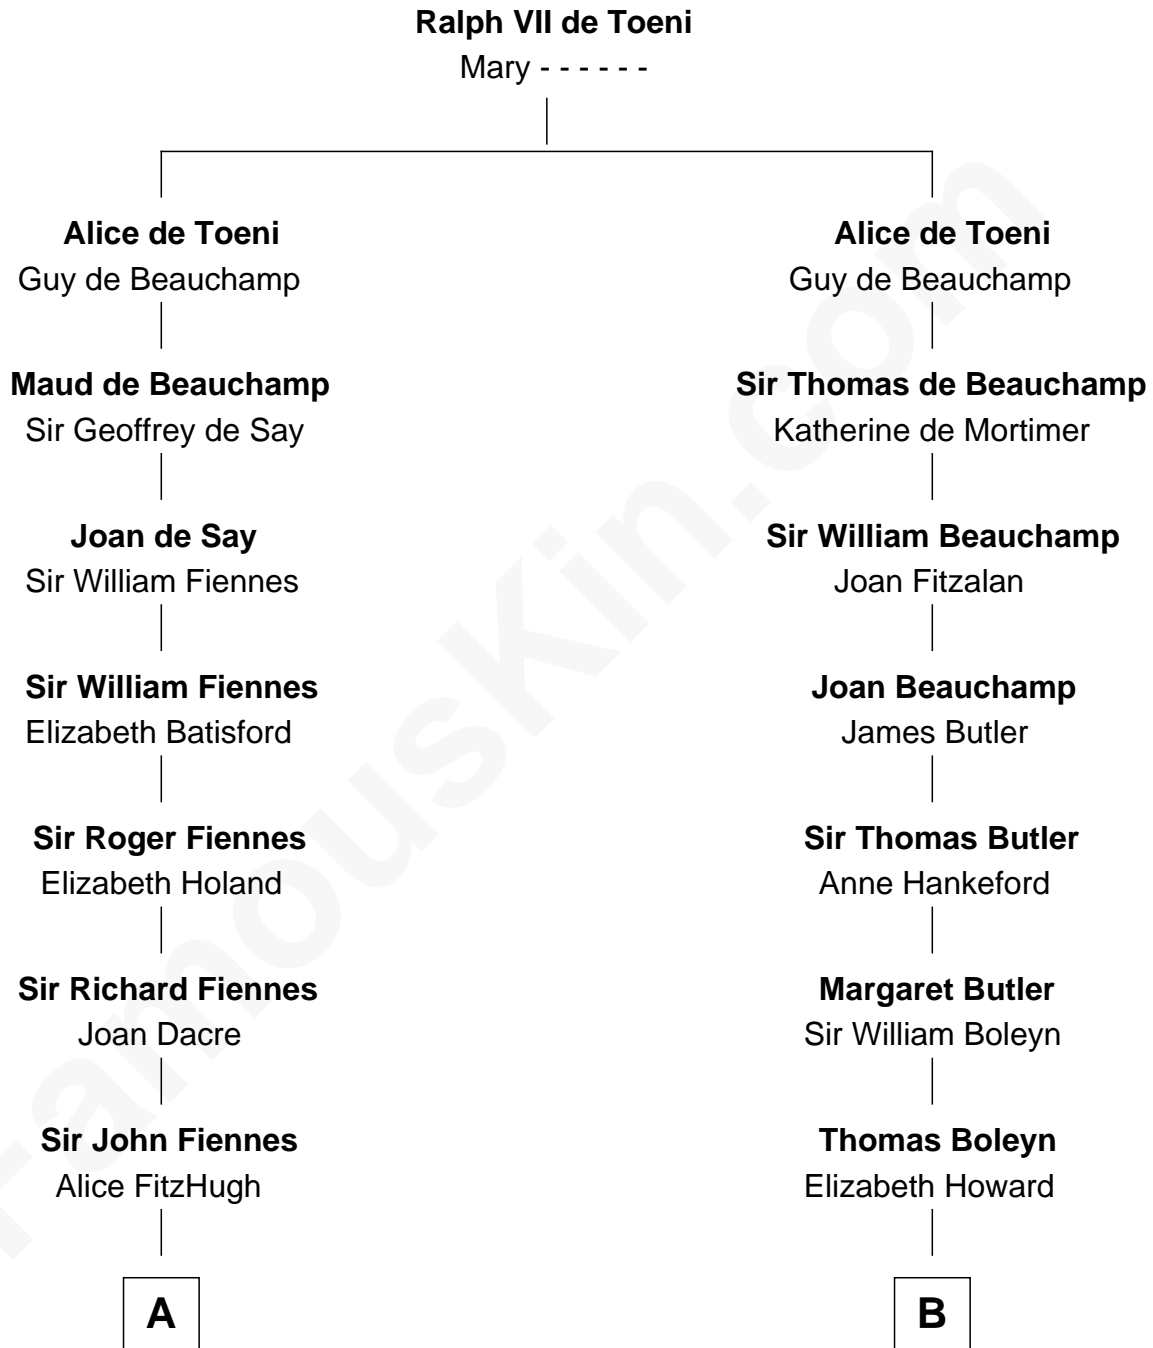 Ralph VII de Toeni
Mary - - - - - -
Alice de Toeni
Guy de Beauchamp
Alice de Toeni
Guy de Beauchamp
Maud de Beauchamp
Sir Geoffrey de Say
Sir Thomas de Beauchamp
Katherine de Mortimer
Joan de Say
Sir William Fiennes
Sir William Beauchamp
Joan Fitzalan
Sir William Fiennes
Elizabeth Batisford
Joan Beauchamp
James Butler
Sir Roger Fiennes
Elizabeth Holand
Sir Thomas Butler
Anne Hankeford
Sir Richard Fiennes
Joan Dacre
Margaret Butler
Sir William Boleyn
Sir John Fiennes
Alice FitzHugh
Thomas Boleyn
Elizabeth Howard
A
B
FamousKin.com